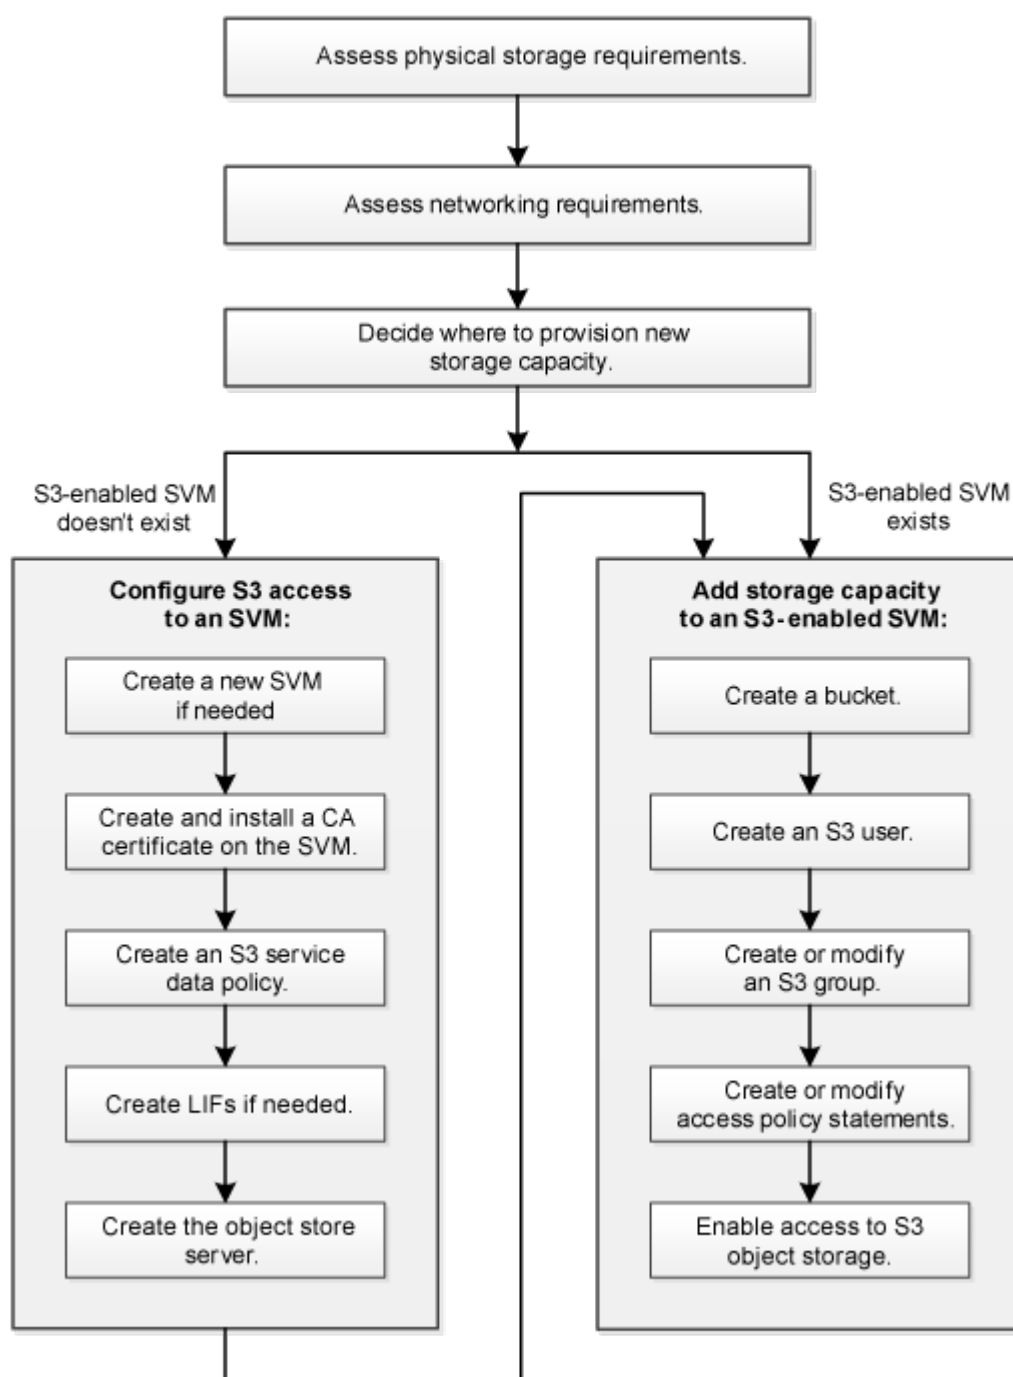 Assess physical storage requirements.
Assess networking requirements.
Decide where to provision new
storage capacity.
S3-enabled SVM
doesn't exist
S3-enabled SVM
exists
Configure S3 access
to an SVM:
Create a new SVM
if needed
Create and install a CA
certificate on the SVM.
Create an S3 service
data policy.
Create LIFs if needed.
Create the object store
server.
Add storage capacity
to an S3-enabled SVM:
Create a bucket.
Create an S3 user.
Create or modify
an S3 group.
Create or modify
access policy statements.
Enable access to S3
object storage.